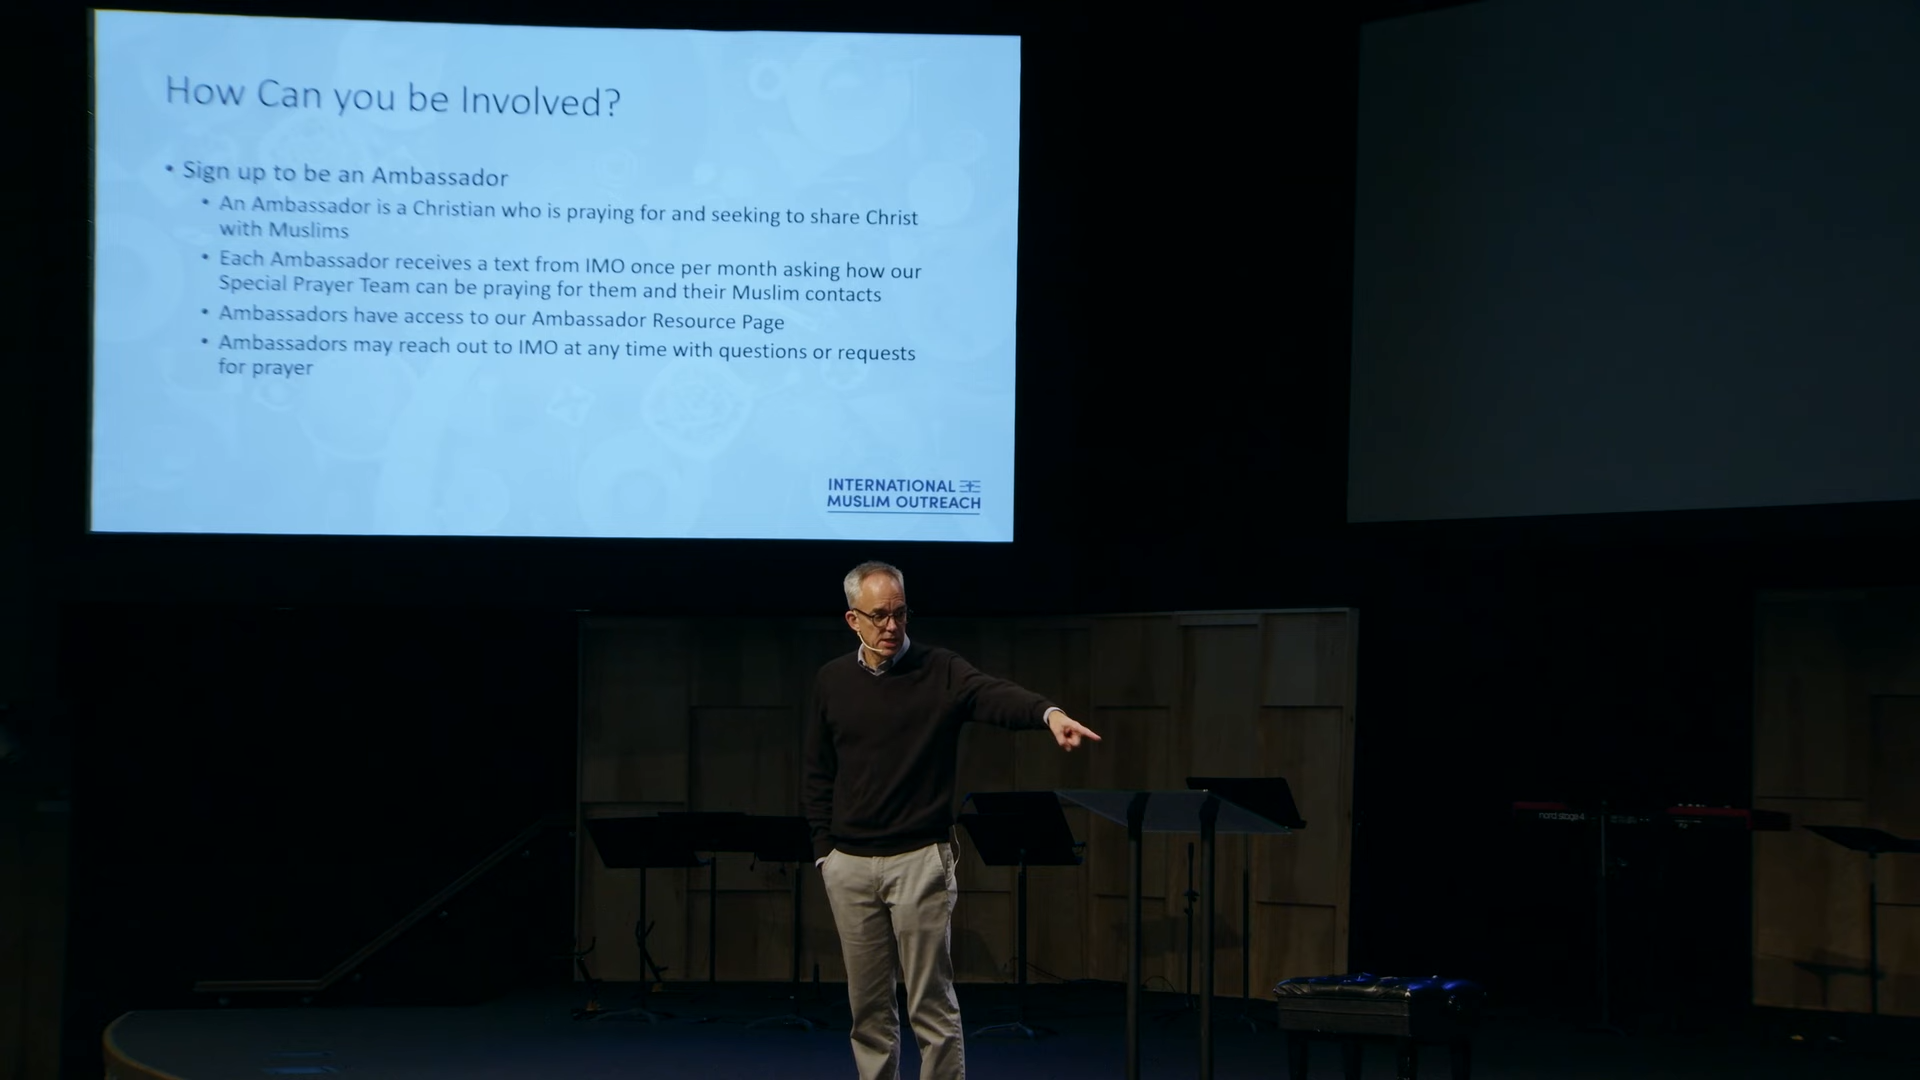 How Can you be Involved?
• Sign up to be an Ambassador
• An Ambassador is a Christian who is praying for and seeking to share Christ
with Muslims
• Each Ambassador receives a text from IMO once per month asking how our
Special Prayer Team can be praying for them and their Muslim contacts
• Ambassadors have access to our Ambassador Resource Page
• Ambassadors may reach out to IMO at any time with questions or requests
for prayer
INTERNATIONAL
MUSLIM OUTREACH
nord stage 4